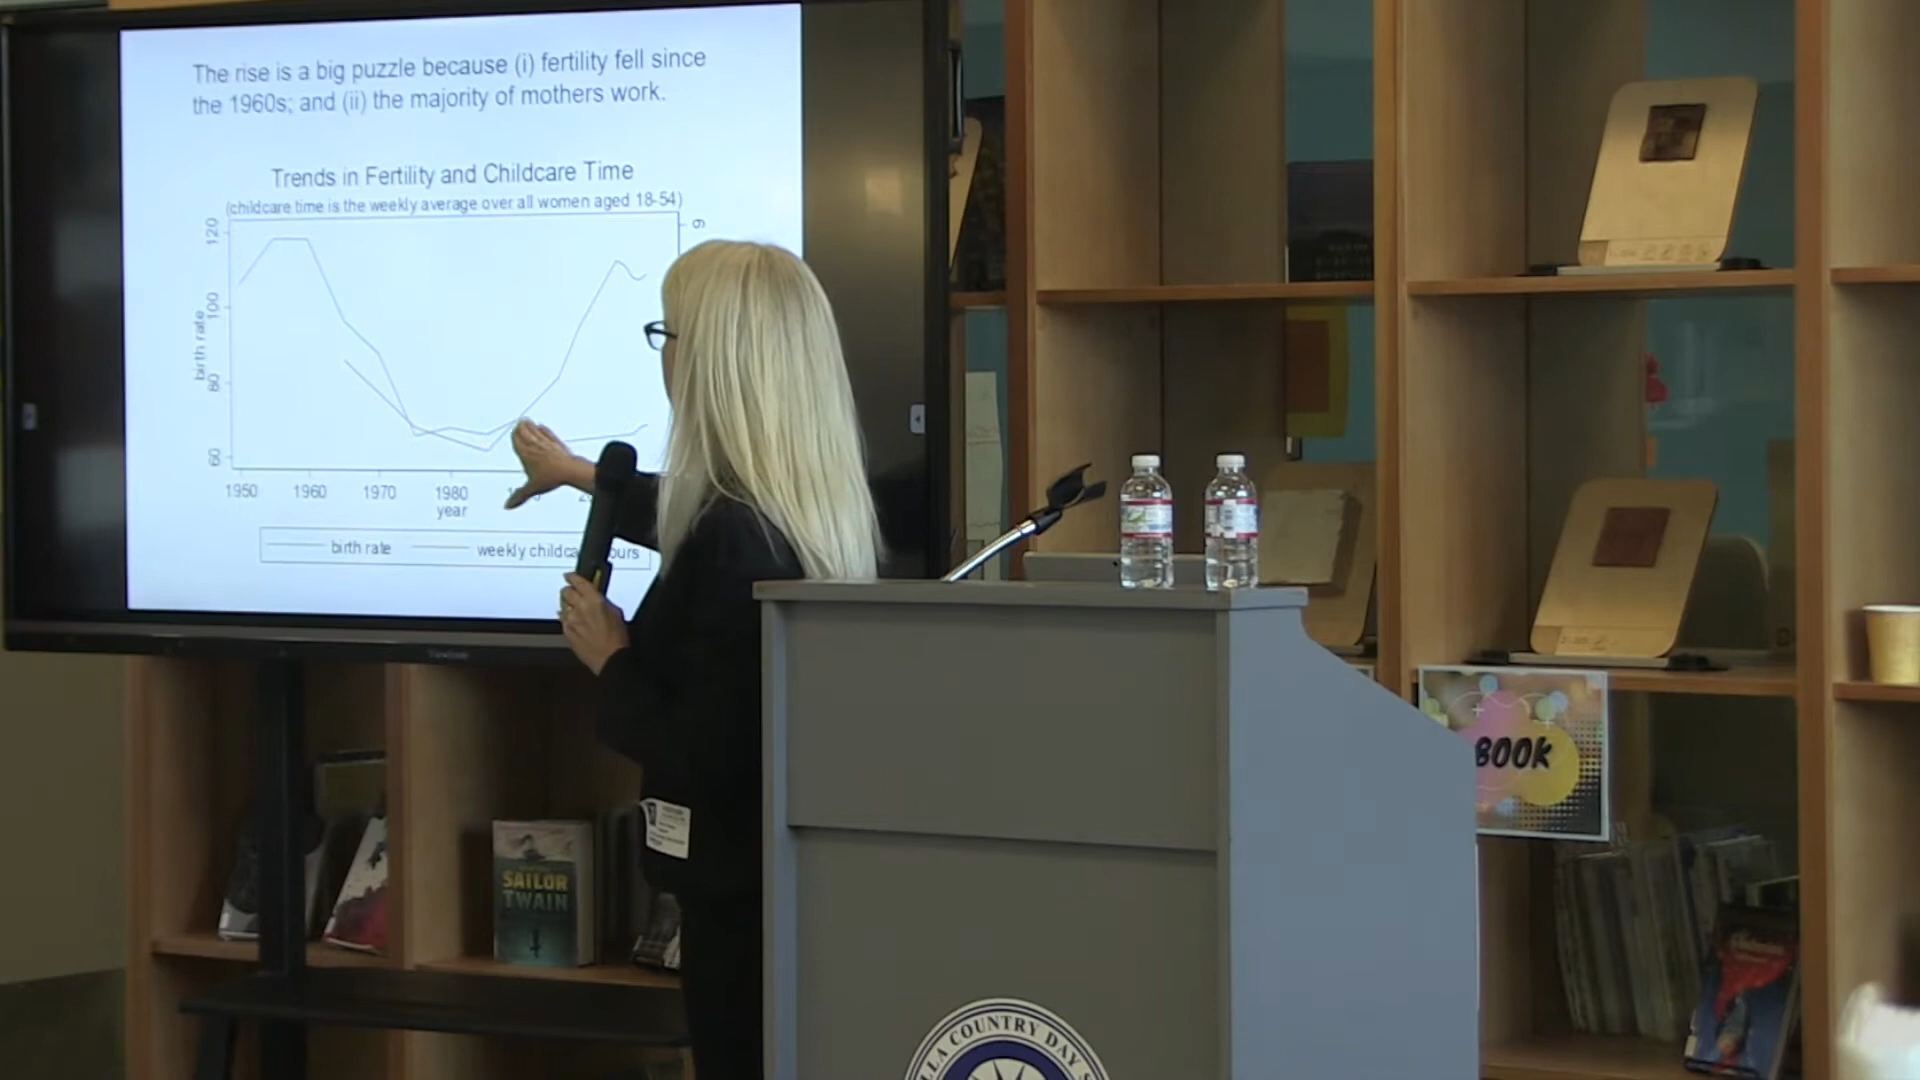 The rise is a big puzzle because (i) fertility fell since
the 1960s; and (ii) the majority of mothers work.
Trends in Fertility and Childcare Time
(childcare time is the weekly average over all women aged 18-54)
120
100
80
60
birth rate
9
1950 1960 1970 1980
year
birth rate
weekly
ViewSonic
SAILOR
TWAIN
BOOK
COUNTRY DAY